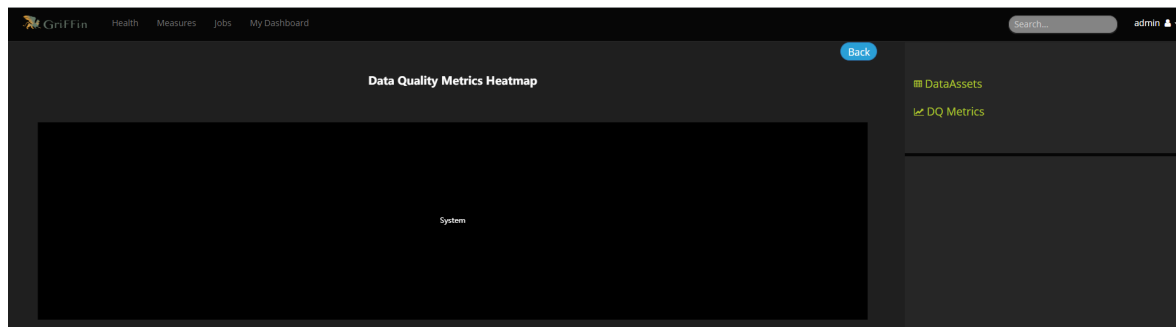 GriFFin Health Measures Jobs My Dashboard Search... admin
Back
Data Quality Metrics Heatmap
DataAssets
DQ Metrics
System